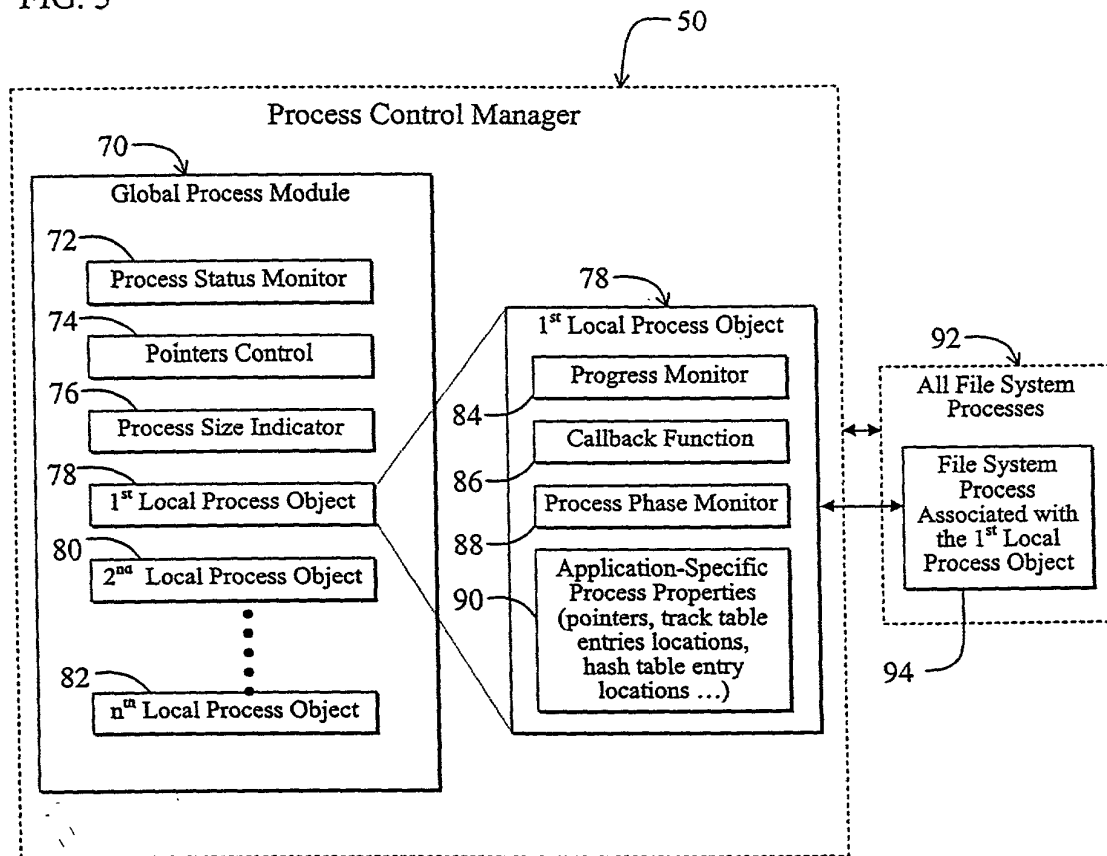 FIG. 5
50
Process Control Manager
70
Global Process Module
72
Process Status Monitor
74
Pointers Control
76
Process Size Indicator
78
1st Local Process Object
80
2nd Local Process Object
82
nth Local Process Object
78
1st Local Process Object
Progress Monitor
84
Callback Function
86
Process Phase Monitor
88
Application-Specific
Process Properties
90
(pointers, track table
entries locations,
hash table entry
locations ...)
92
All File System
Processes
File System
Process
Associated with
the 1st Local
Process Object
94